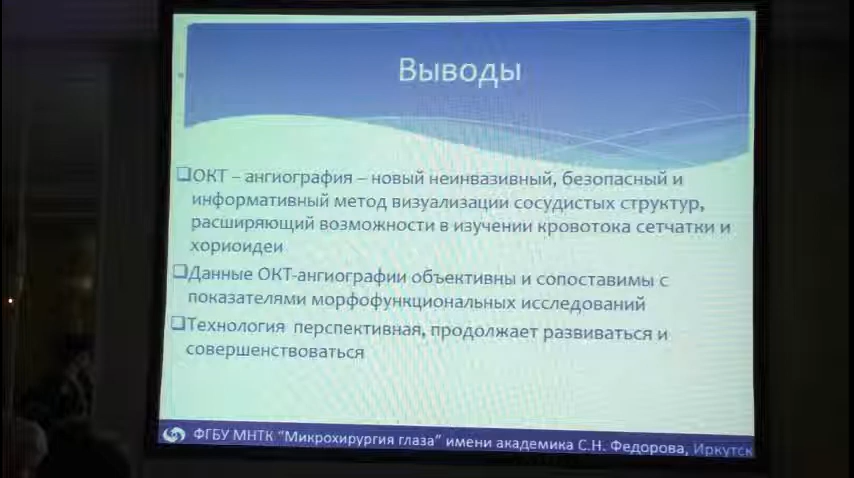 Выводы
ОКТ – ангиография – новый неинвазивный, безопасный и
информативный метод визуализации сосудистых структур,
расширяющий возможности в изучении кровотока сетчатки и
хориоидеи
Данные ОКТ-ангиографии объективны и сопоставимы с
показателями морфофункциональных исследований
Технология перспективная, продолжает развиваться и
совершенствоваться
ФГБУ МНТК "Микрохирургия глаза" имени академика С.Н. Федорова, Иркутск